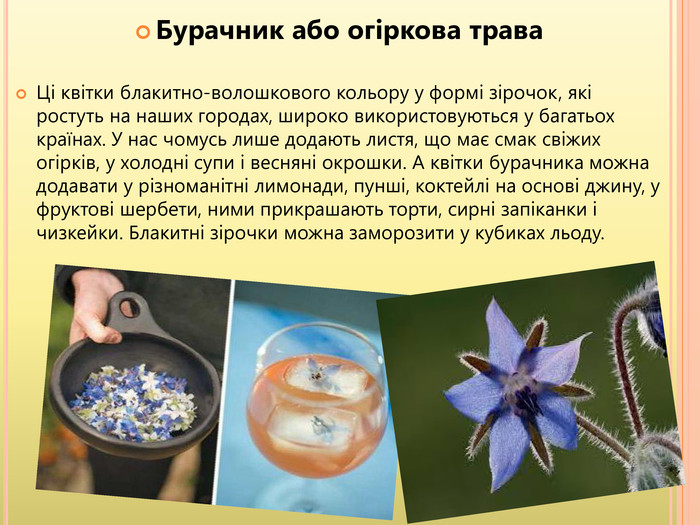 Бурачник або огіркова трава
Ці квітки блакитно-волошкового кольору у формі зірочок, які
ростуть на наших городах, широко використовуються у багатьох
країнах. У нас чомусь лише додають листя, що має смак свіжих
огірків, у холодні супи і весняні окрошки. А квітки бурачника можна
додавати у різноманітні лимонади, пунші, коктейлі на основі джину, у
фруктові шербети, ними прикрашають торти, сирні запіканки і
чизкейки. Блакитні зірочки можна заморозити у кубиках льоду.